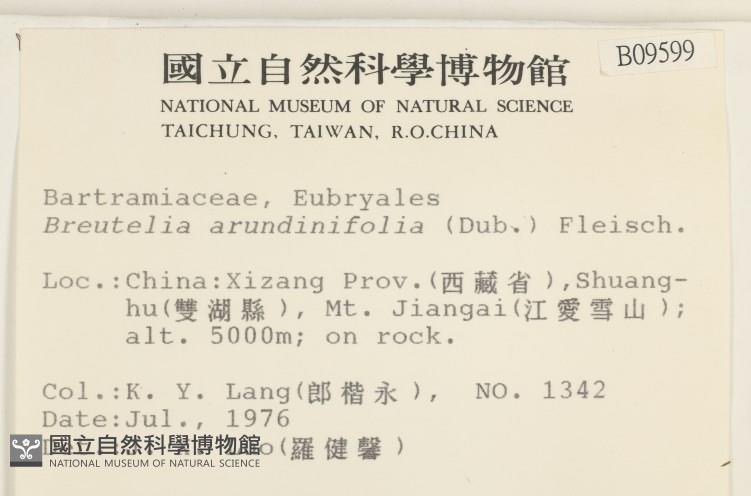 國立自然科學博物館
B09599
NATIONAL MUSEUM OF NATURAL SCIENCE
TAICHUNG, TAIWAN, R.O.CHINA
Bartramiaceae, Eubryales
Breutelia arundinifolia (Dub.) Fleisch.
Loc.:China:Xizang Prov.(西藏省),Shuang-
hu(雙湖縣), Mt. Jiangai(江愛雪山);
alt. 5000m; on rock.
Col.:K. Y. Lang(郎楷永), NO. 1342
Date:Jul., 1976
(羅健馨)
國立自然科學博物館
NATIONAL MUSEUM OF NATURAL SCIENCE